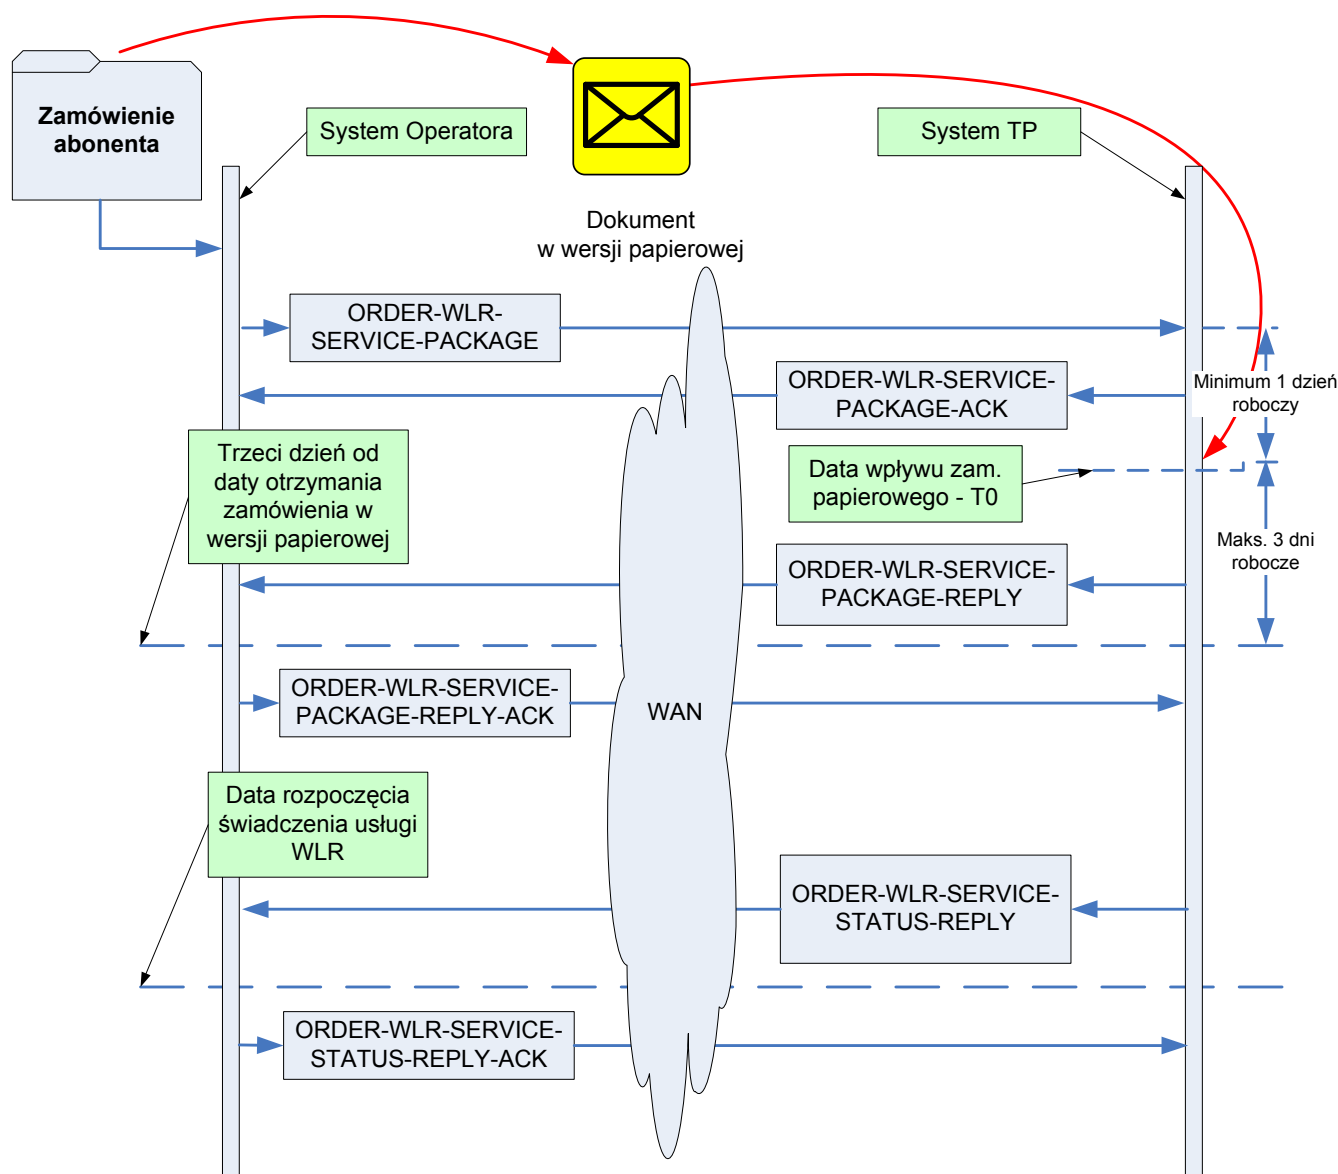 Zamówienie
abonenta
System Operatora
System TP
Dokument
w wersji papierowej
ORDER-WLR-
SERVICE-PACKAGE
ORDER-WLR-SERVICE-
PACKAGE-ACK
Minimum 1 dzień
roboczy
Trzeci dzień od
daty otrzymania
zamówienia w
wersji papierowej
Data wpływu zam.
papierowego - T0
Maks. 3 dni
robocze
ORDER-WLR-SERVICE-
PACKAGE-REPLY
ORDER-WLR-SERVICE-
PACKAGE-REPLY-ACK
WAN
Data rozpoczęcia
świadczenia usługi
WLR
ORDER-WLR-SERVICE-
STATUS-REPLY
ORDER-WLR-SERVICE-
STATUS-REPLY-ACK